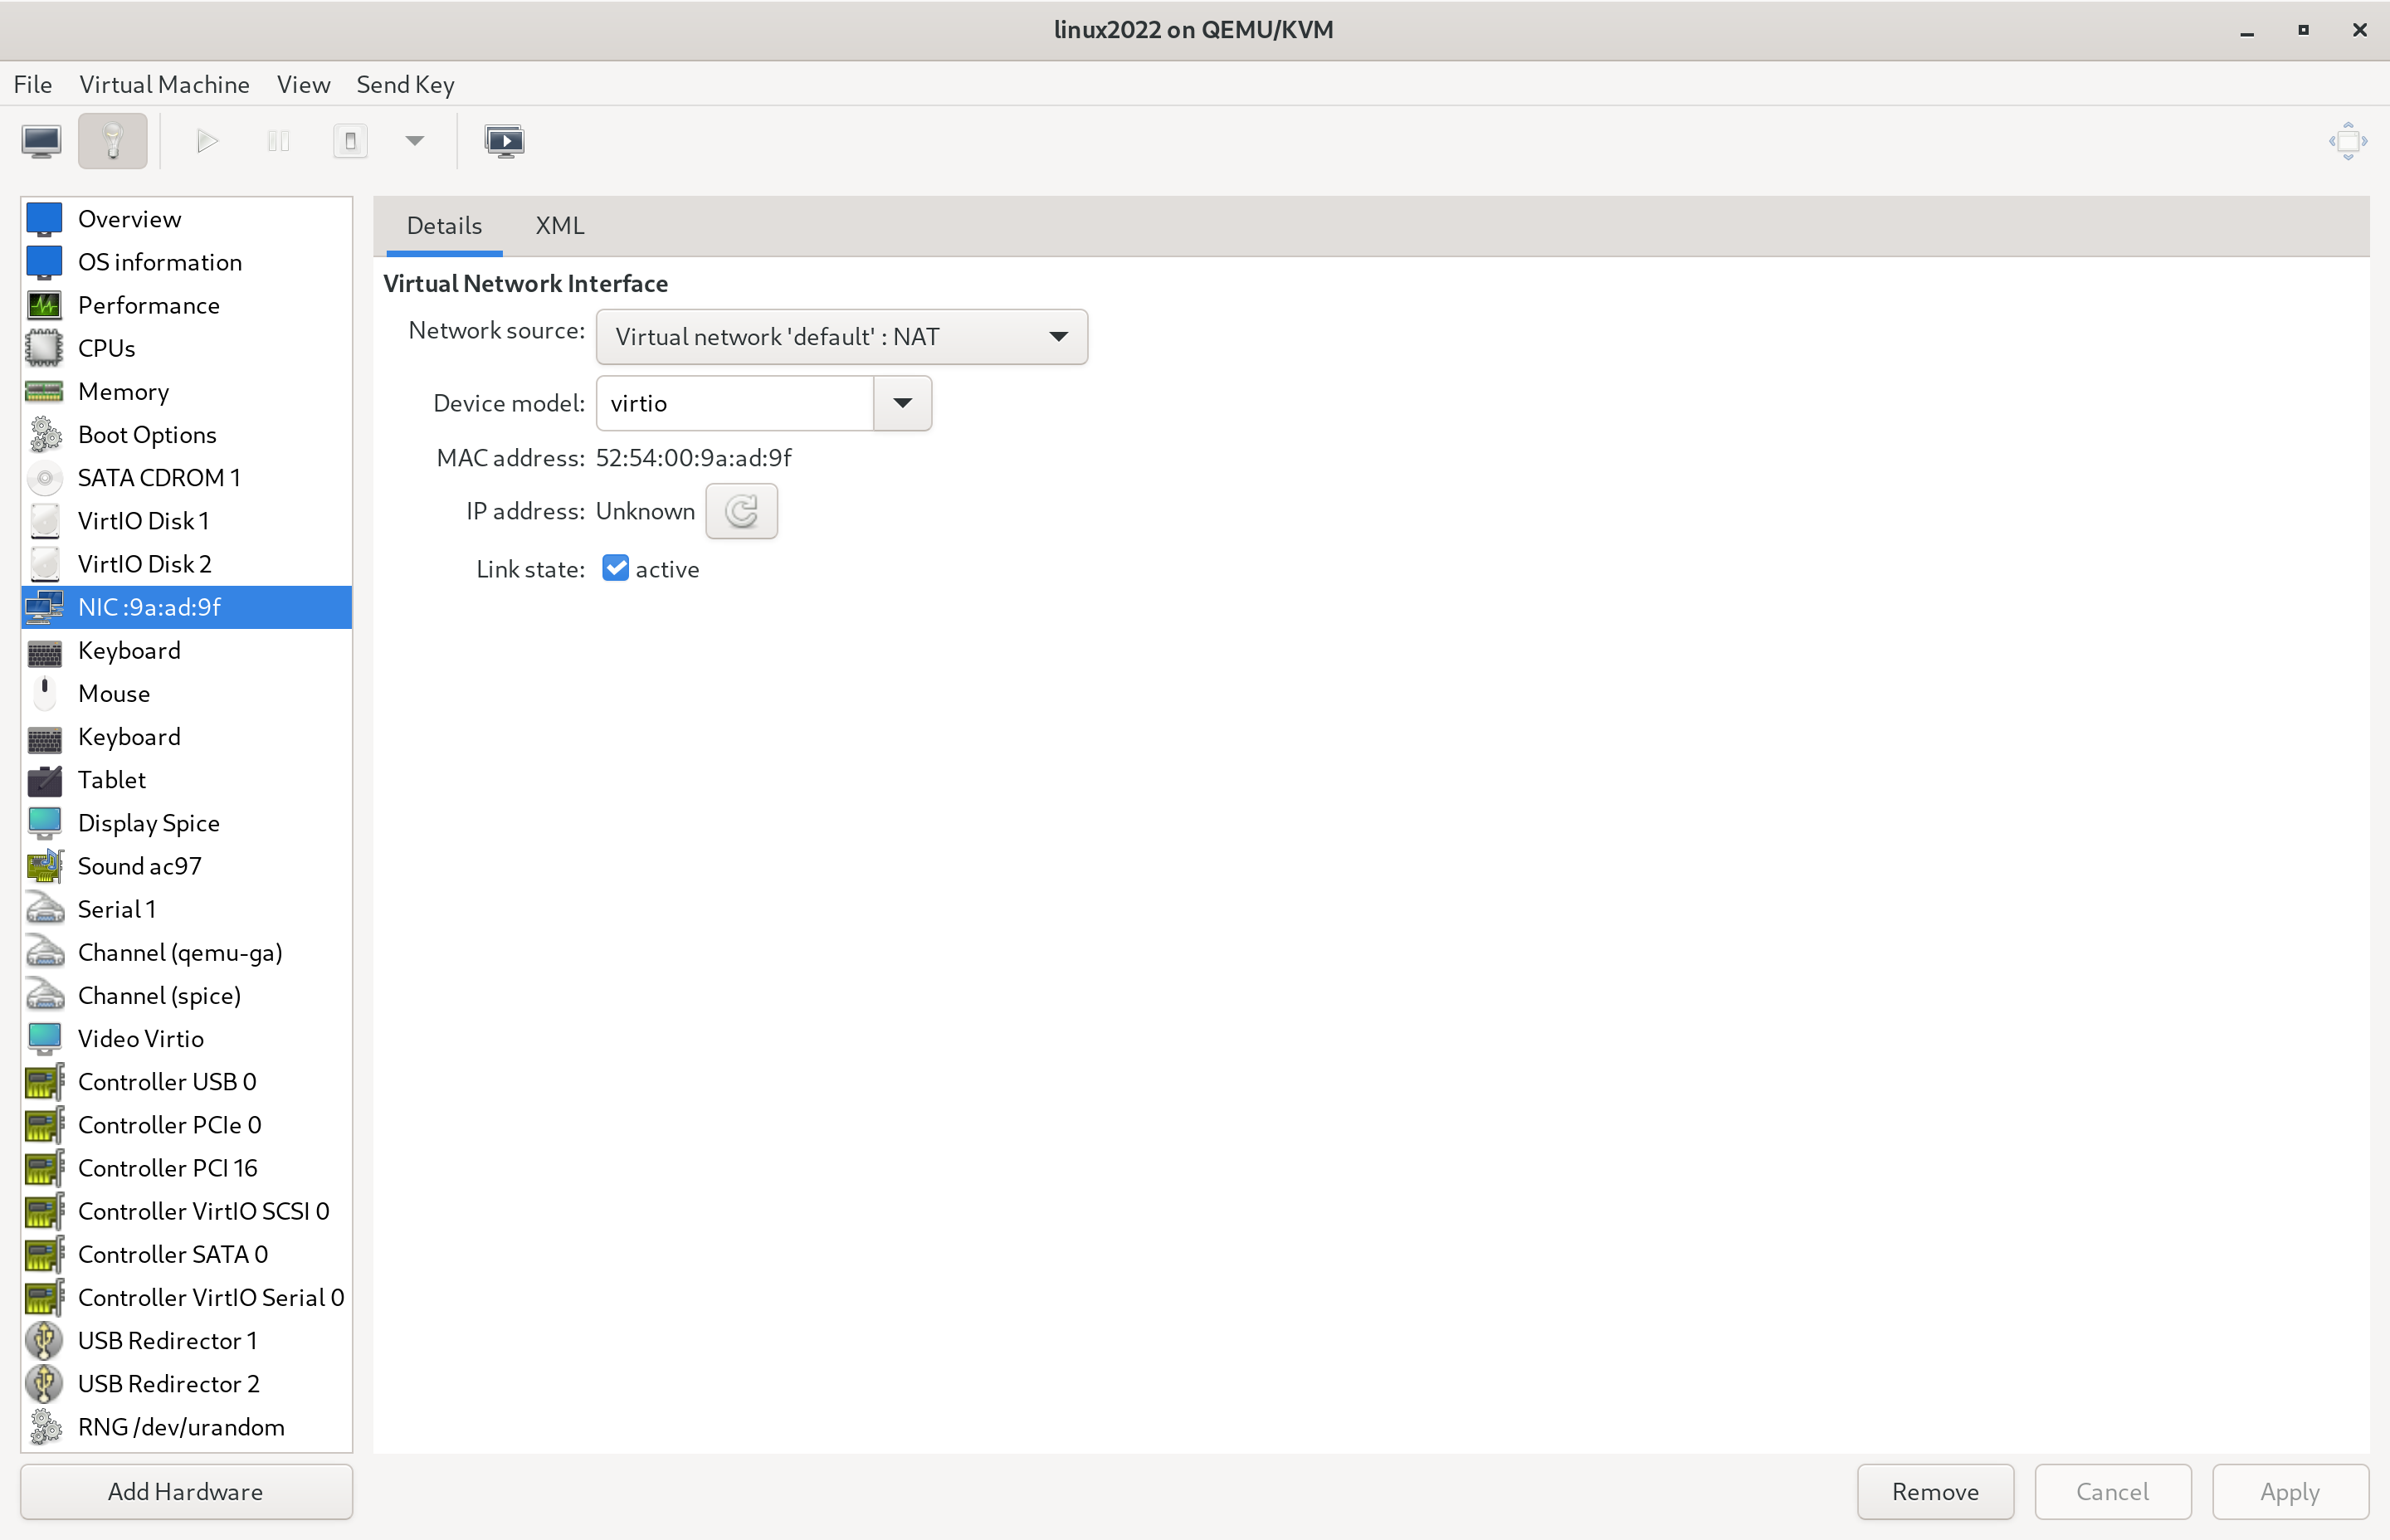 linux2022 on QEMU/KVM
File Virtual Machine View Send Key
Overview
OS information
Performance
CPUs
Memory
Boot Options
SATA CDROM 1
VirtIO Disk 1
VirtIO Disk 2
NIC :9a:ad:9f
Keyboard
Mouse
Keyboard
Tablet
Display Spice
Sound ac97
Serial 1
Channel (qemu-ga)
Channel (spice)
Video Virtio
Controller USB 0
Controller PCIe 0
Controller PCI 16
Controller VirtIO SCSI 0
Controller SATA 0
Controller VirtIO Serial 0
USB Redirector 1
USB Redirector 2
RNG /dev/urandom
Add Hardware
Details XML
Virtual Network Interface
Network source: Virtual network 'default' : NAT
Device model: virtio
MAC address: 52:54:00:9a:ad:9f
IP address: Unknown
Link state: active
Remove Cancel Apply